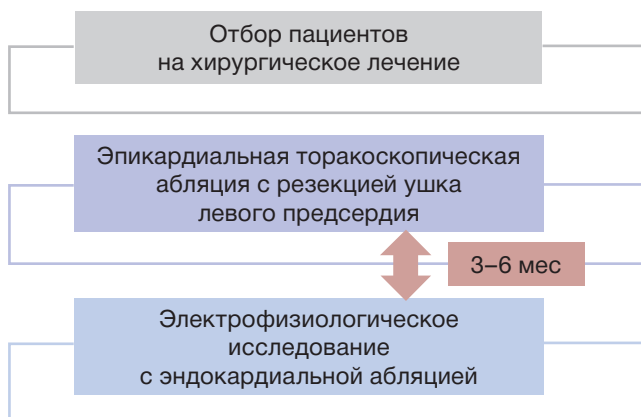 Отбор пациентов
на хирургическое лечение
Эпикардиальная торакоскопическая
абляция с резекцией ушка
левого предсердия
3–6 мес
Электрофизиологическое
исследование
с эндокардиальной абляцией